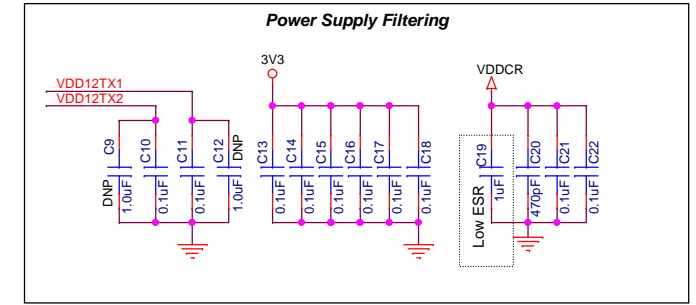 Power Supply Filtering
VDD12TX1
VDD12TX2
3V3
VDDCR
C9
DNP
1.0uF
C10
0.1uF
C11
0.1uF
C12
DNP
1.0uF
C13
0.1uF
C14
0.1uF
C15
0.1uF
C16
0.1uF
C17
0.1uF
C18
0.1uF
Low ESR
C19
1uF
C20
470pF
C21
0.1uF
C22
0.1uF